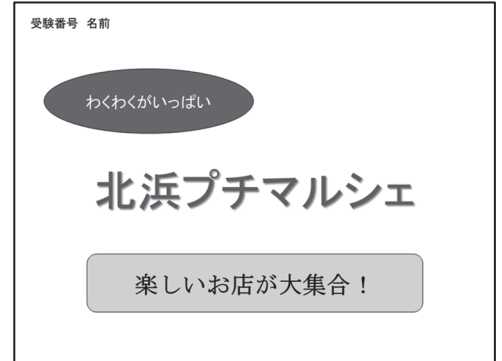 受験番号 名前
わくわくがいっぱい
北浜プチマルシェ
楽しいお店が大集合！